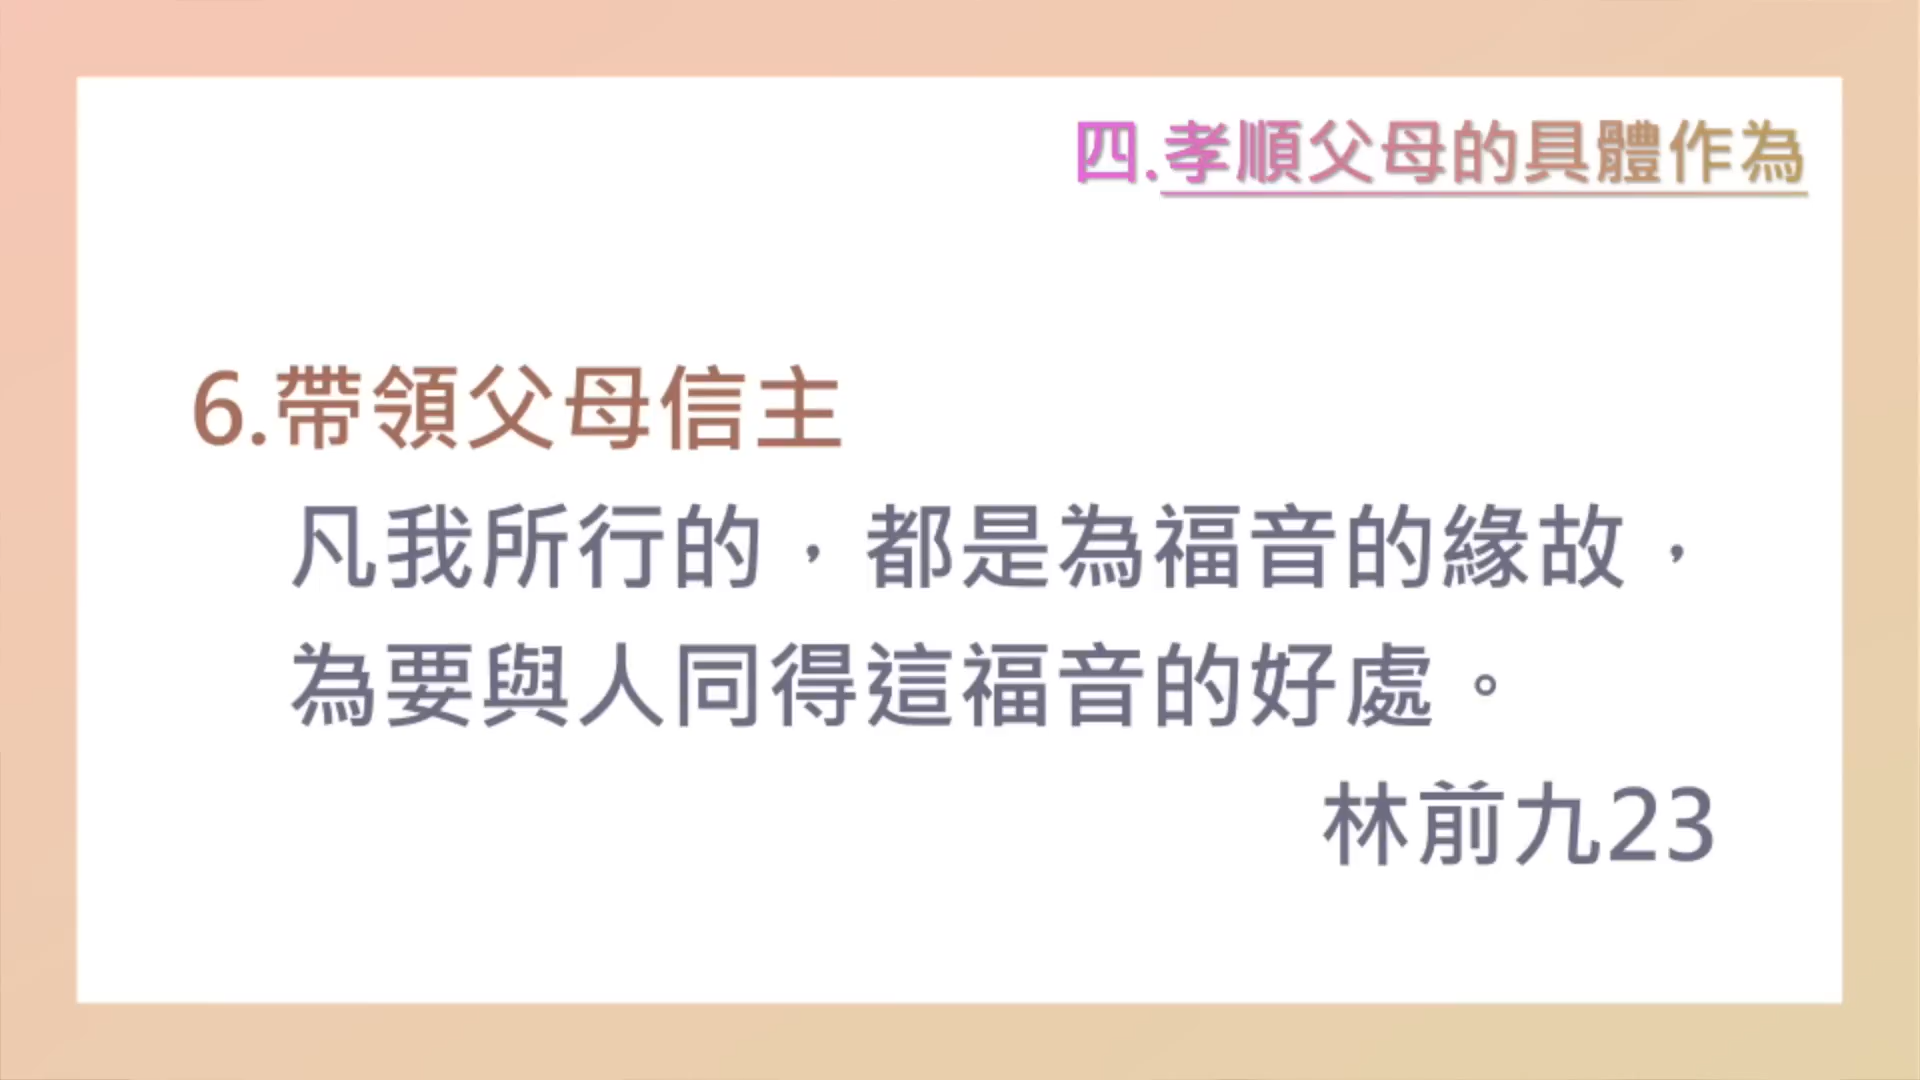 四.孝順父母的具體作為
6.帶領父母信主
凡我所行的，都是為福音的緣故，
為要與人同得這福音的好處。
林前九23